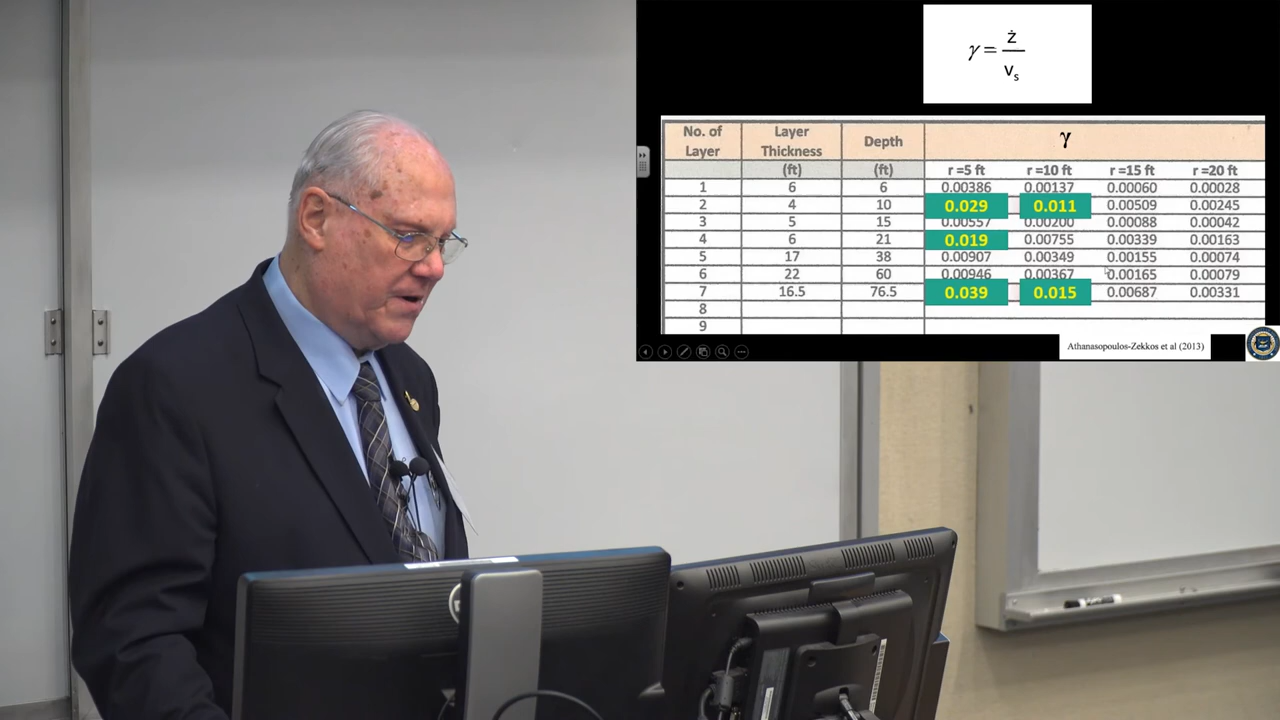 γ = ż / vs
No. of Layer | Layer Thickness | Depth | γ
(ft) | (ft) | r =5 ft | r =10 ft | r =15 ft | r =20 ft
1 | 6 | 6 | 0.00386 | 0.00137 | 0.00060 | 0.00028
2 | 4 | 10 | 0.029 | 0.011 | 0.00509 | 0.00245
3 | 5 | 15 | 0.00557 | 0.00200 | 0.00088 | 0.00042
4 | 6 | 21 | 0.019 | 0.00755 | 0.00339 | 0.00163
5 | 17 | 38 | 0.00907 | 0.00349 | 0.00155 | 0.00074
6 | 22 | 60 | 0.00946 | 0.00367 | 0.00165 | 0.00079
7 | 16.5 | 76.5 | 0.039 | 0.015 | 0.00687 | 0.00331
8
9
Athanasopoulos-Zekkos et al (2013)